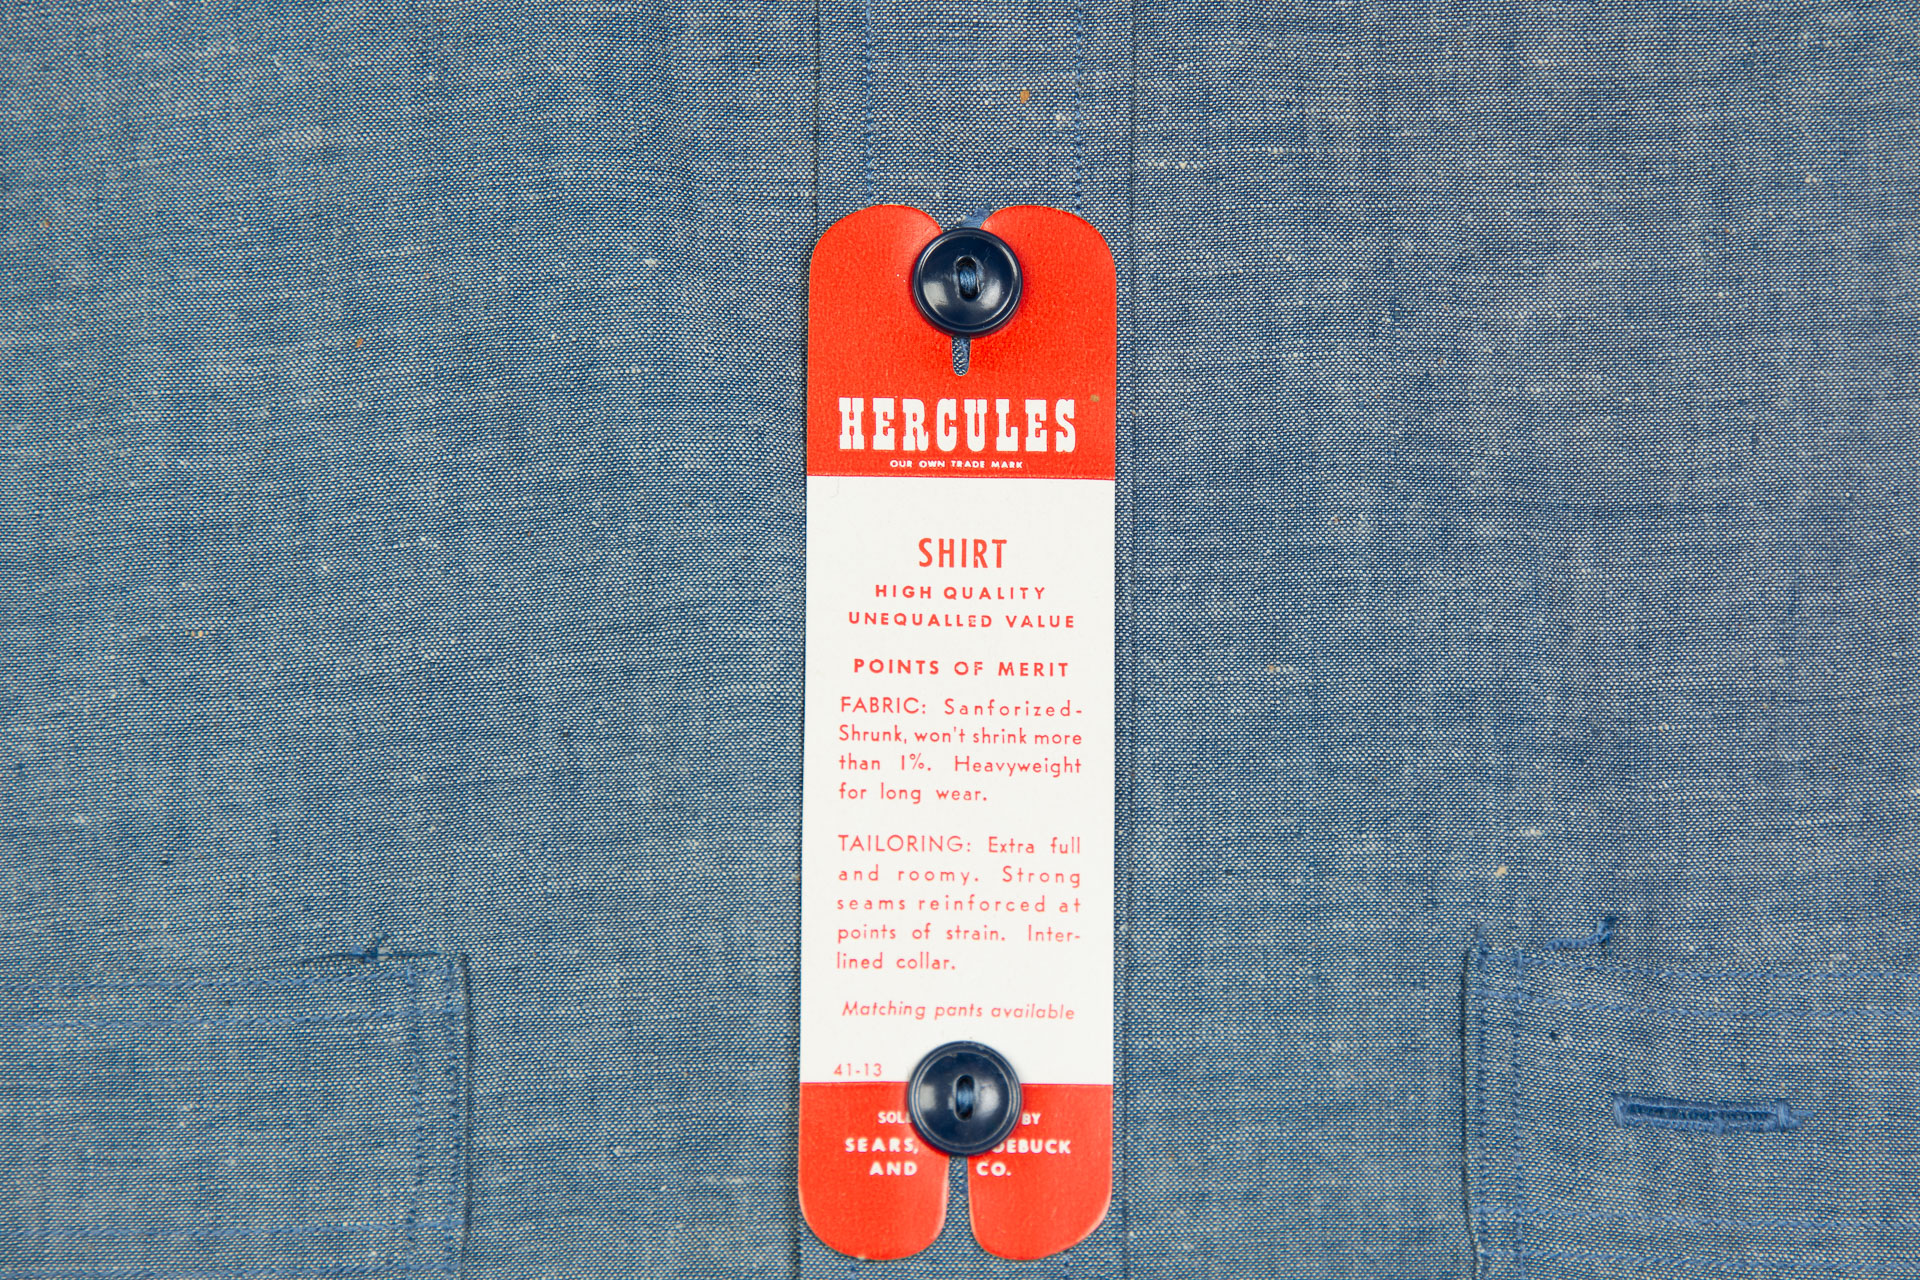 HERCULES
OUR OWN TRADE MARK
SHIRT
HIGH QUALITY
UNEQUALLED VALUE
POINTS OF MERIT
FABRIC: Sanforized-
Shrunk, won't shrink more
than 1%. Heavyweight
for long wear.
TAILORING: Extra full
and roomy. Strong
seams reinforced at
points of strain. Inter-
lined collar.
Matching pants available
41-13
BY
SEARS,
AND CO.